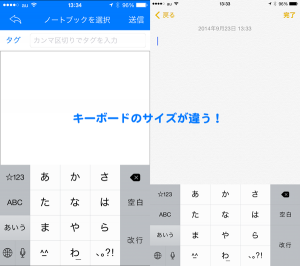 au 13:34 96%
ノートブックを選択 送信
タグ カンマ区切りでタグを入力
☆123 あ か さ
ABC た な は 空白
あいう ま や ら
^^ わ_ 、。?! 改行
au 13:33 96%
戻る 完了
2014年9月23日 13:33
☆123 あ か さ
ABC た な は 空白
あいう ま や ら
^^ わ_ 、。?! 改行
キーボードのサイズが違う！